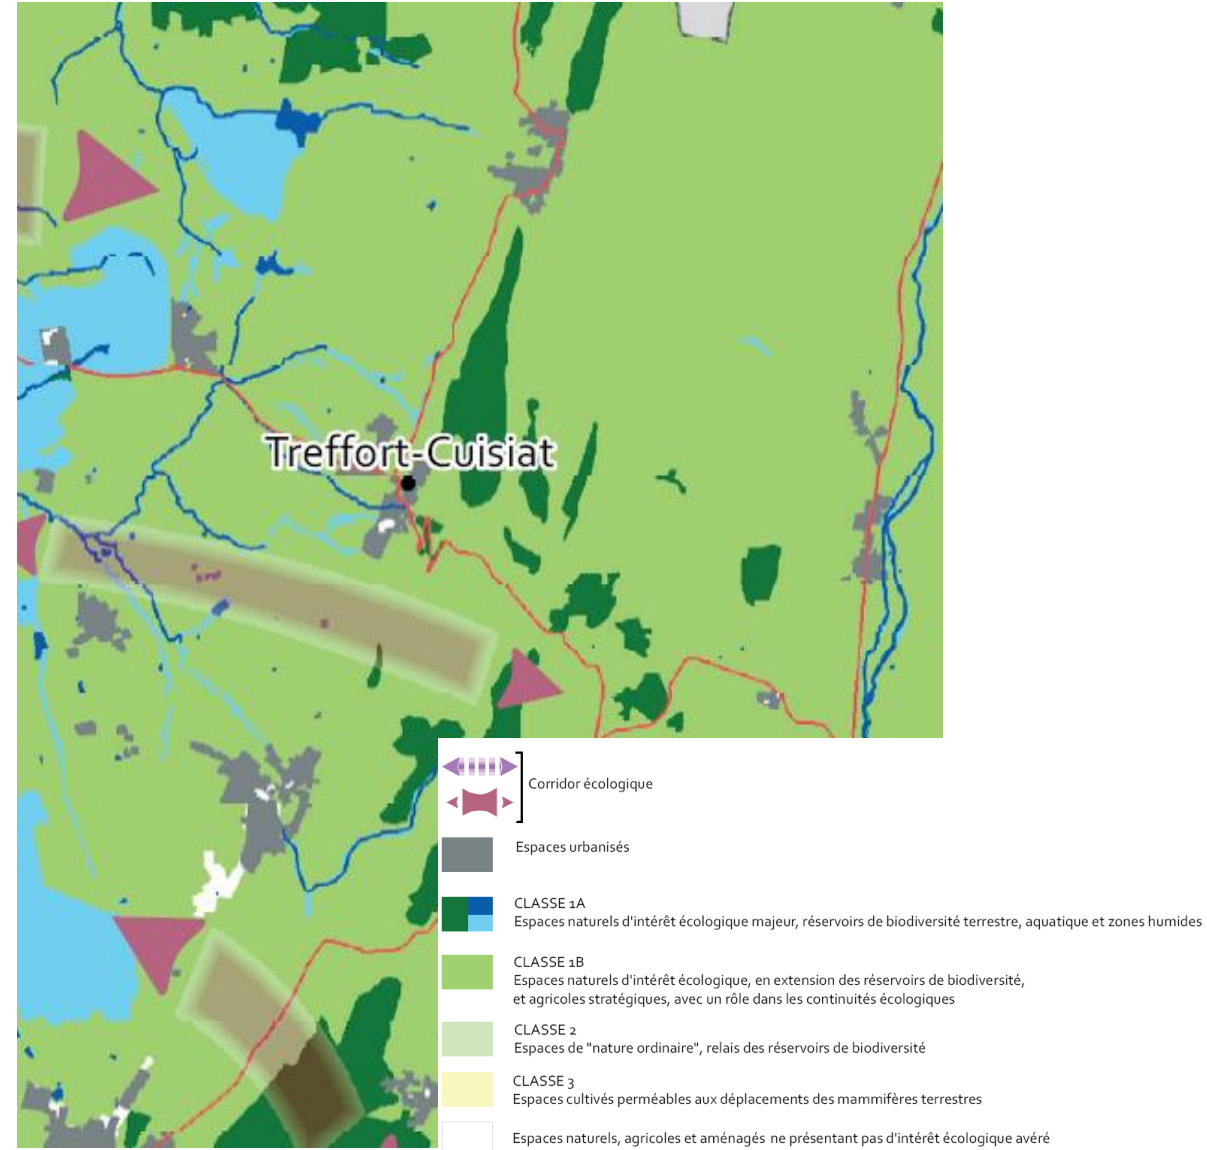 Treffort-Cuisiat
Corridor écologique
Espaces urbanisés
CLASSE 1A
Espaces naturels d'intérêt écologique majeur, réservoirs de biodiversité terrestre, aquatique et zones humides
CLASSE 1B
Espaces naturels d'intérêt écologique, en extension des réservoirs de biodiversité,
et agricoles stratégiques, avec un rôle dans les continuités écologiques
CLASSE 2
Espaces de "nature ordinaire", relais des réservoirs de biodiversité
CLASSE 3
Espaces cultivés perméables aux déplacements des mammifères terrestres
Espaces naturels, agricoles et aménagés ne présentant pas d'intérêt écologique avéré